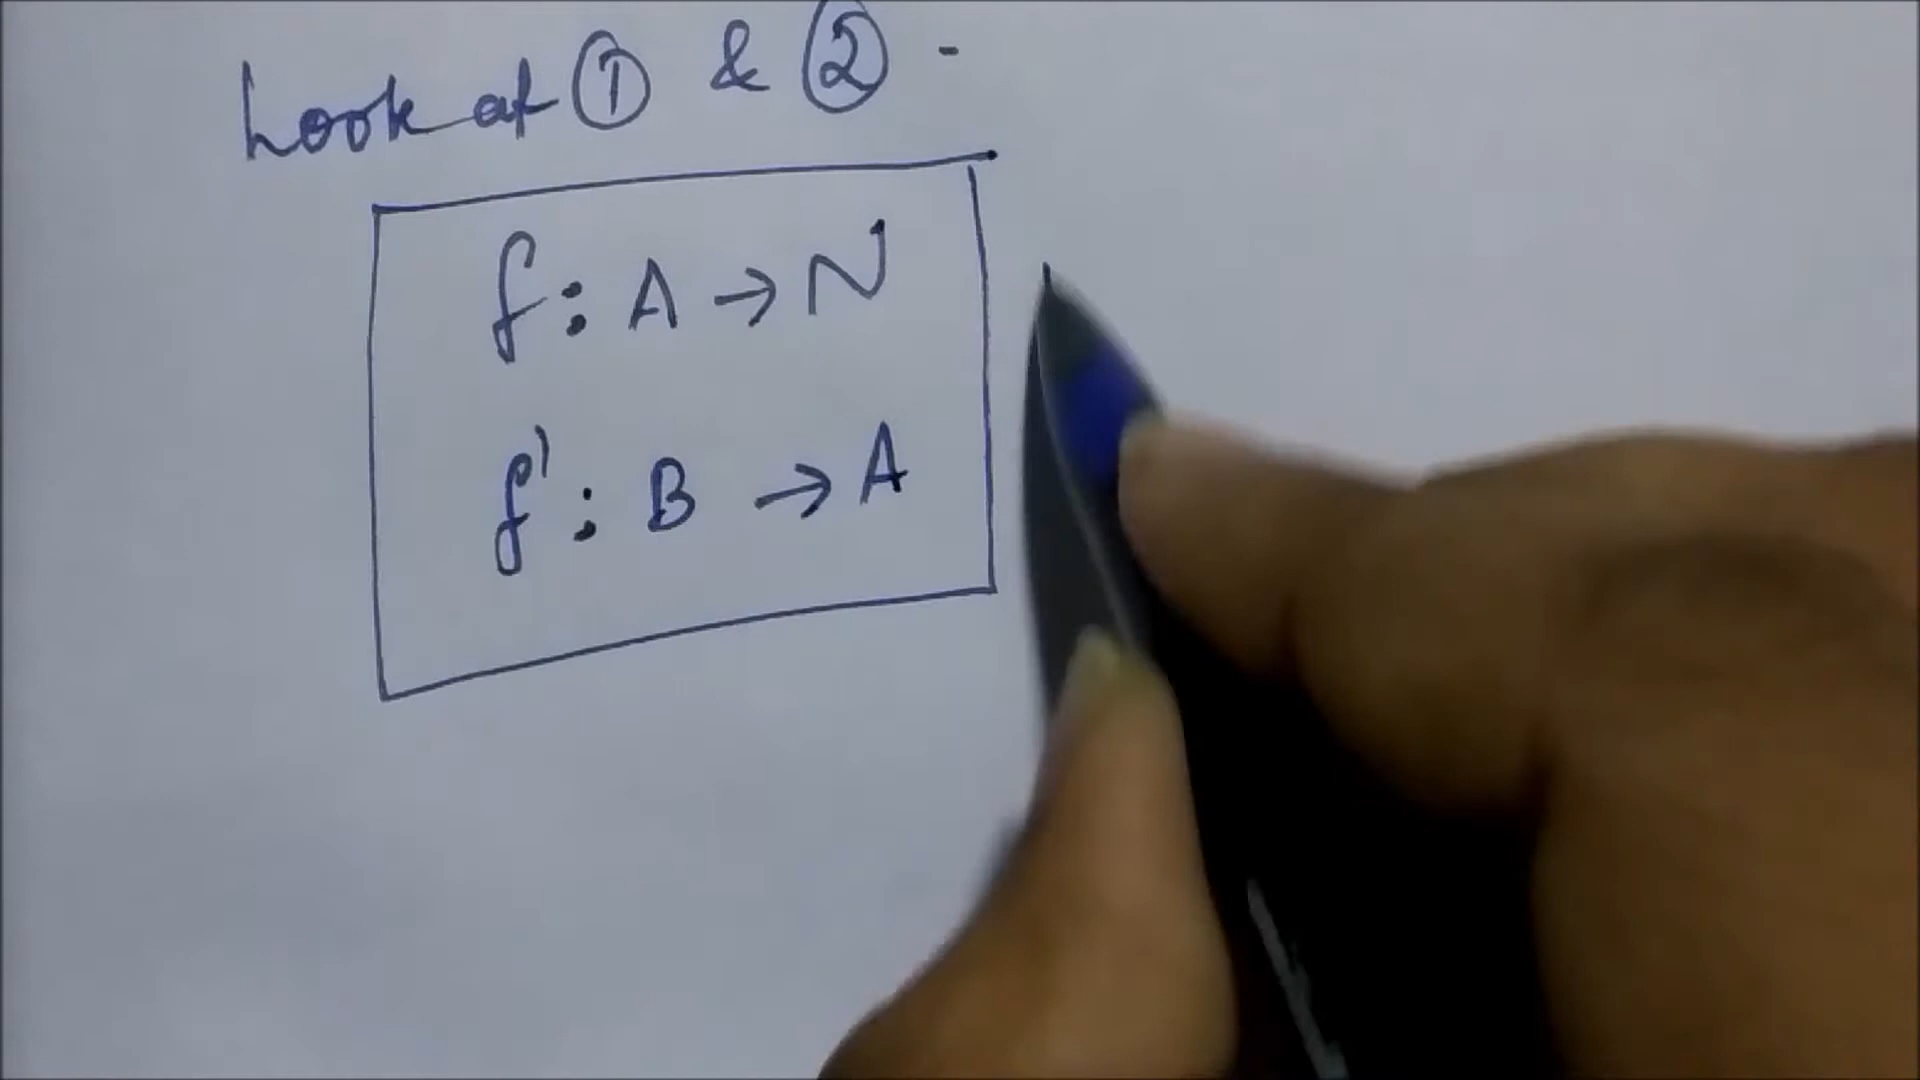 Look at ① & ② -
f : A → N
f' : B → A